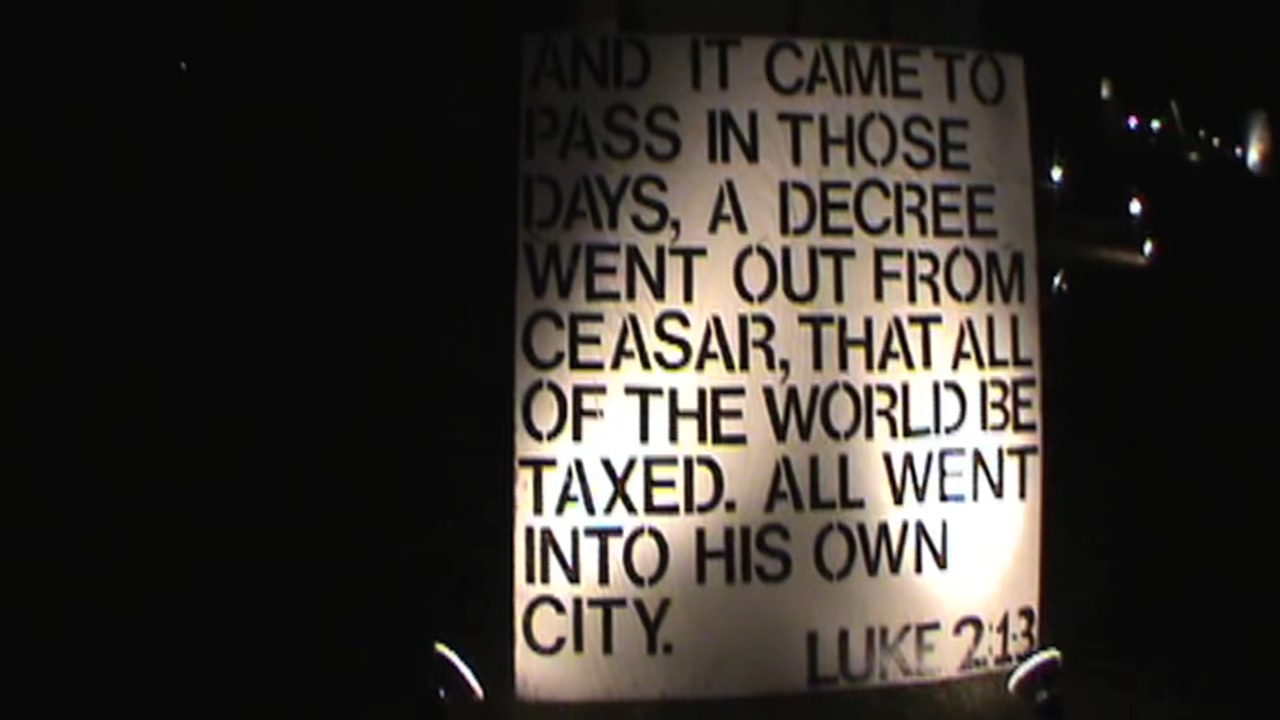 AND IT CAME TO
PASS IN THOSE
DAYS, A DECREE
WENT OUT FROM
CEASAR, THAT ALL
OF THE WORLD BE
TAXED. ALL WENT
INTO HIS OWN
CITY.
LUKE 2:1-3